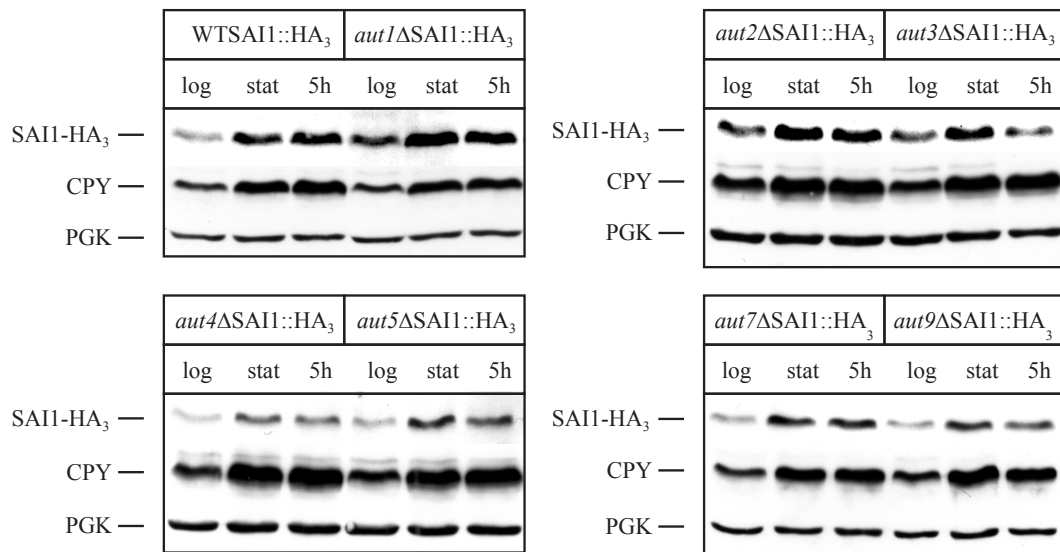 WTSAI1::HA₃ aut1ΔSAI1::HA₃
log stat 5h log stat 5h
SAI1-HA₃
CPY
PGK
aut2ΔSAI1::HA₃ aut3ΔSAI1::HA₃
log stat 5h log stat 5h
SAI1-HA₃
CPY
PGK
aut4ΔSAI1::HA₃ aut5ΔSAI1::HA₃
log stat 5h log stat 5h
SAI1-HA₃
CPY
PGK
aut7ΔSAI1::HA₃ aut9ΔSAI1::HA₃
log stat 5h log stat 5h
SAI1-HA₃
CPY
PGK